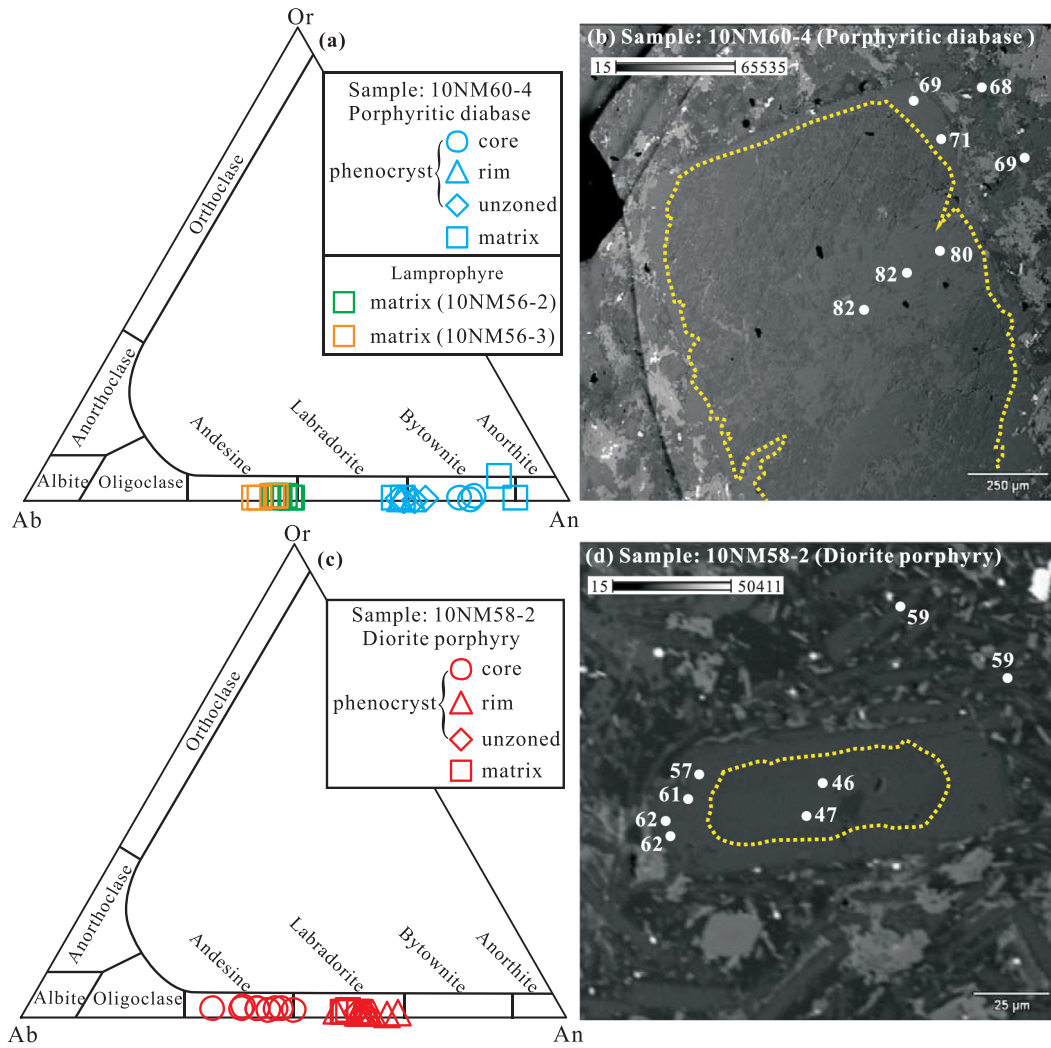 Or
(a)
Sample: 10NM60-4
Porphyritic diabase
phenocryst
core
rim
unzoned
matrix
Lamprophyre
matrix (10NM56-2)
matrix (10NM56-3)
Orthoclase
Anorthoclase
Albite
Oligoclase
Andesine
Labradorite
Bytownite
Anorthite
Ab
An
(b) Sample: 10NM60-4 (Porphyritic diabase )
15
65535
69
68
71
69
80
82
82
250 μm
Or
(c)
Sample: 10NM58-2
Diorite porphyry
phenocryst
core
rim
unzoned
matrix
Orthoclase
Anorthoclase
Albite
Oligoclase
Andesine
Labradorite
Bytownite
Anorthite
Ab
An
(d) Sample: 10NM58-2 (Diorite porphyry)
15
50411
59
59
57
46
61
47
62
62
25 μm